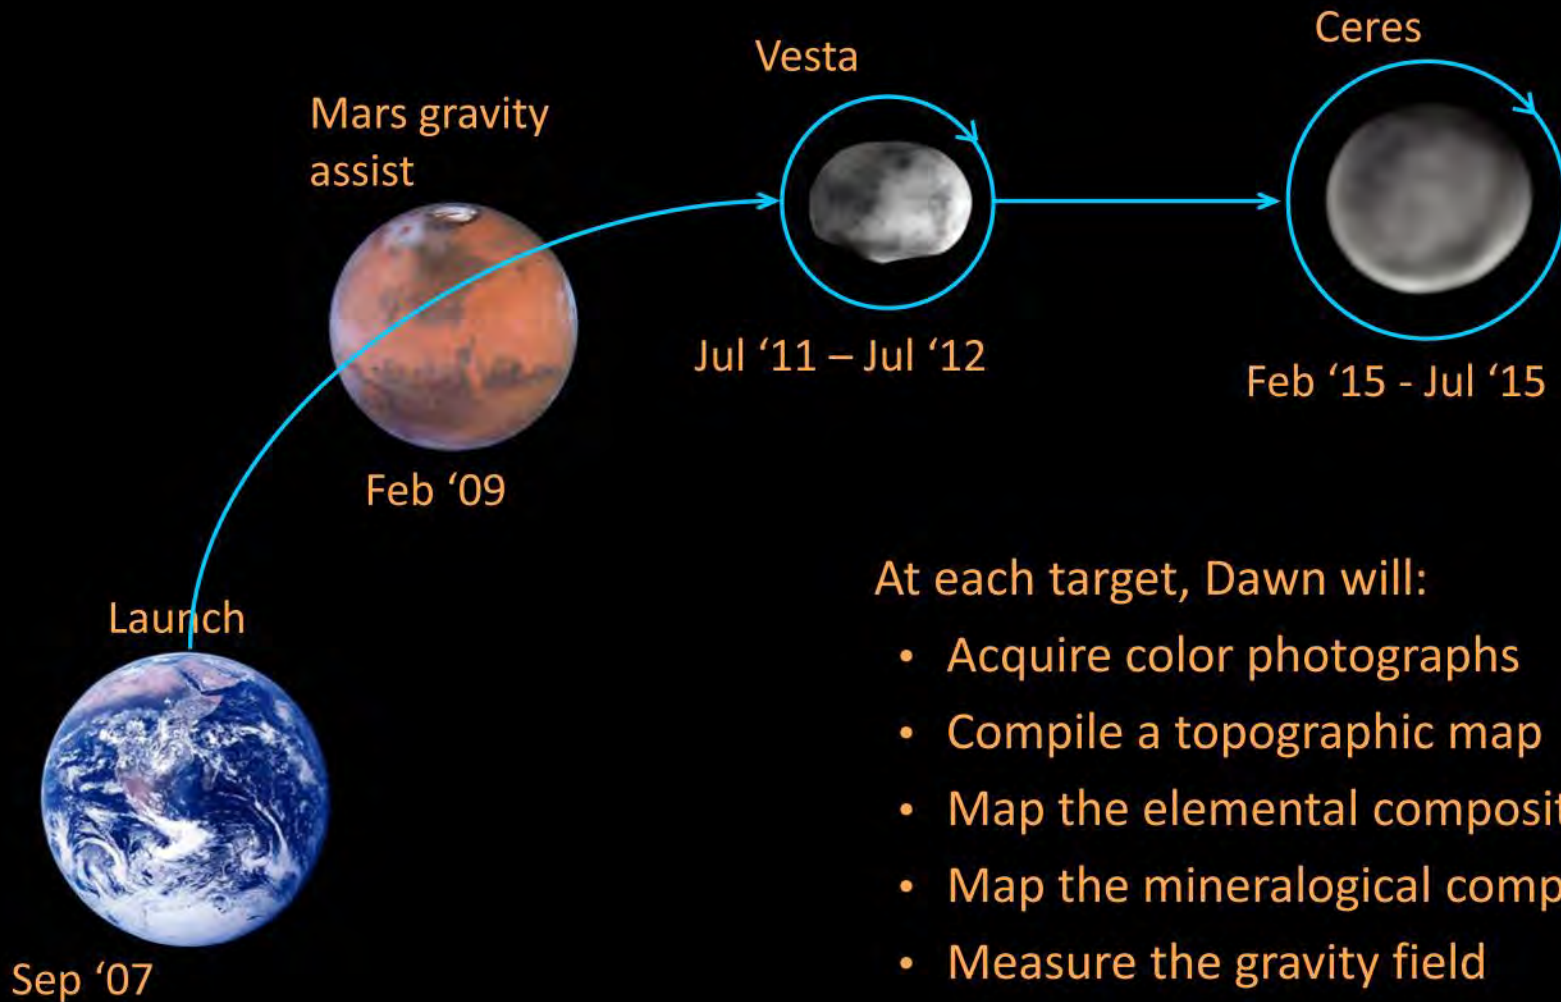 Ceres
Vesta
Mars gravity
assist
Jul ‘11 – Jul ‘12
Feb ‘15 - Jul ‘15
Feb ‘09
Launch
Sep ‘07
At each target, Dawn will:
• Acquire color photographs
• Compile a topographic map
• Map the elemental
• Map the mineralogical
• Measure the gravity field